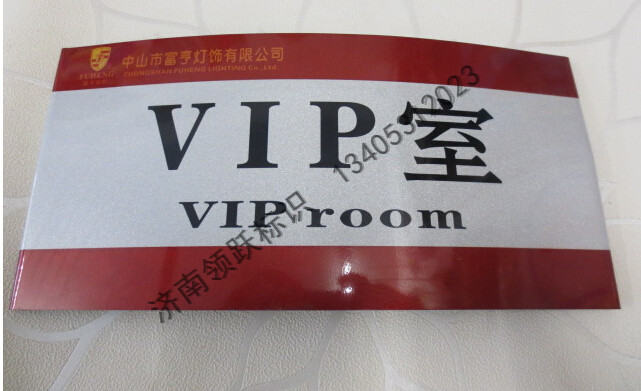 FUHENG
中山市富亨灯饰有限公司
ZHONGSHAN FUHENG LIGHTING Co.,Ltd.
VIP室
VIP room
济南领跃标识 13405312023